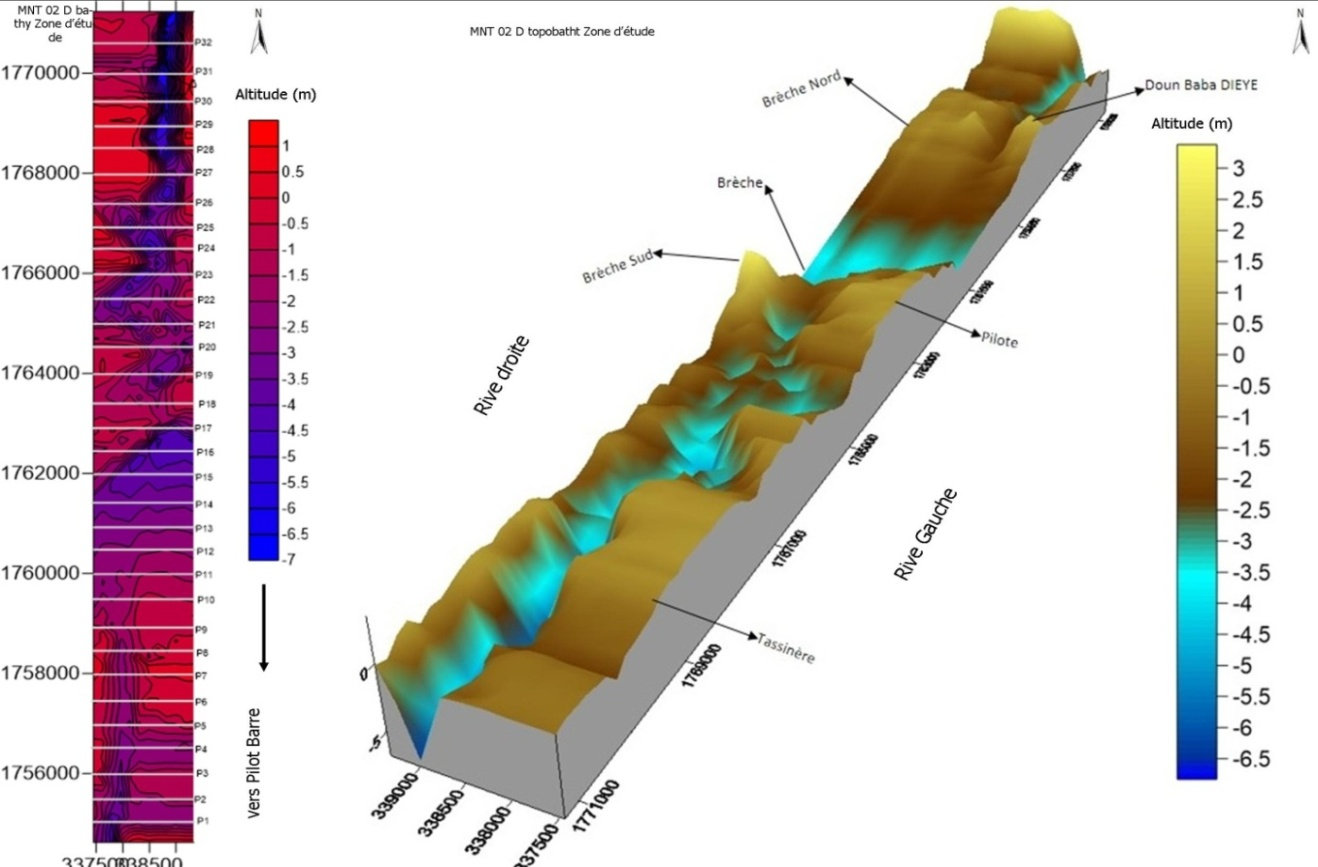 MNT 02 D ba-
thy Zone d'étu
de
N
Altitude (m)
1
0.5
0
-0.5
-1
-1.5
-2
-2.5
-3
-3.5
-4
-4.5
-5
-5.5
-6
-6.5
-7
vers Pilot Barre
1770000
1768000
1766000
1764000
1762000
1760000
1758000
1756000
P32
P31
P30
P29
P28
P27
P26
P25
P24
P23
P22
P21
P20
P19
P18
P17
P16
P15
P14
P13
P12
P11
P10
P9
P8
P7
P6
P5
P4
P3
P2
P1
MNT 02 D topobatht Zone d'étude
N
Brèche Nord
Doun Baba DIEYE
Brèche
Brèche Sud
Pilote
Rive droite
Rive Gauche
Tassinère
0
-5
339000
338500
338000
337500
1771000
1769000
1767000
1765000
Altitude (m)
3
2.5
2
1.5
1
0.5
0
-0.5
-1
-1.5
-2
-2.5
-3
-3.5
-4
-4.5
-5
-5.5
-6
-6.5